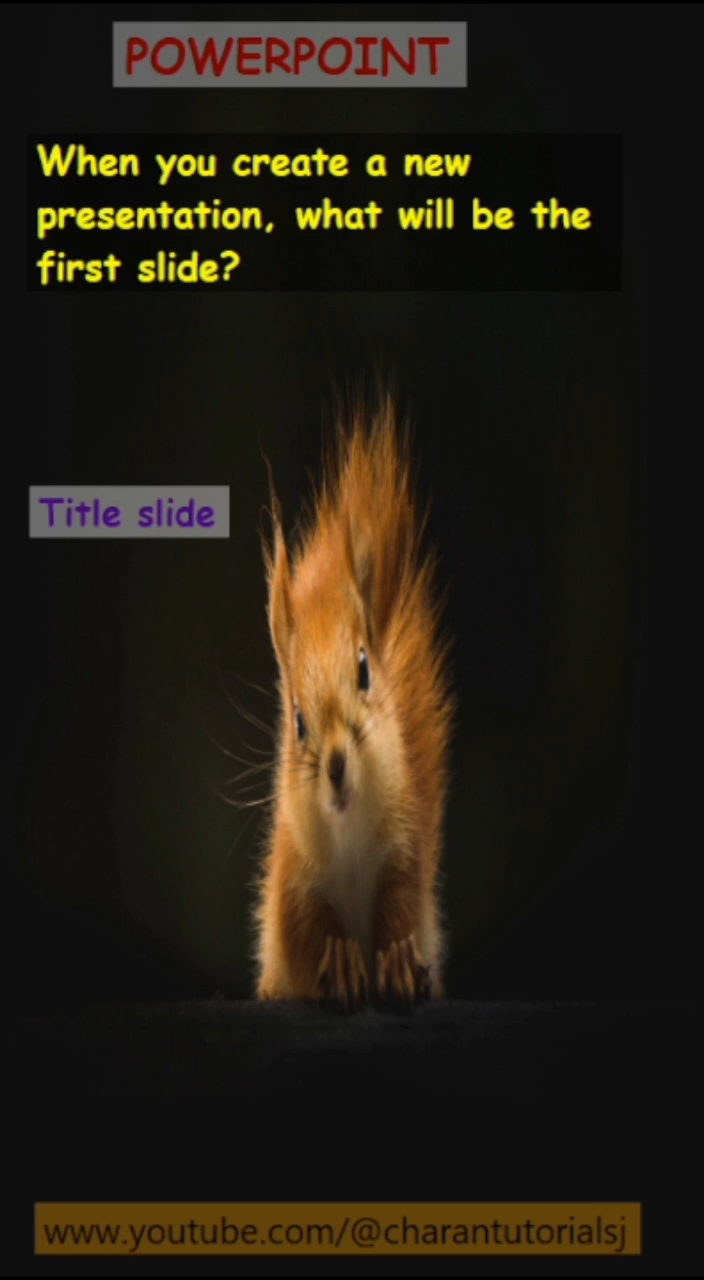 POWERPOINT
When you create a new
presentation, what will be the
first slide?
Title slide
www.youtube.com/@charantutorialsj